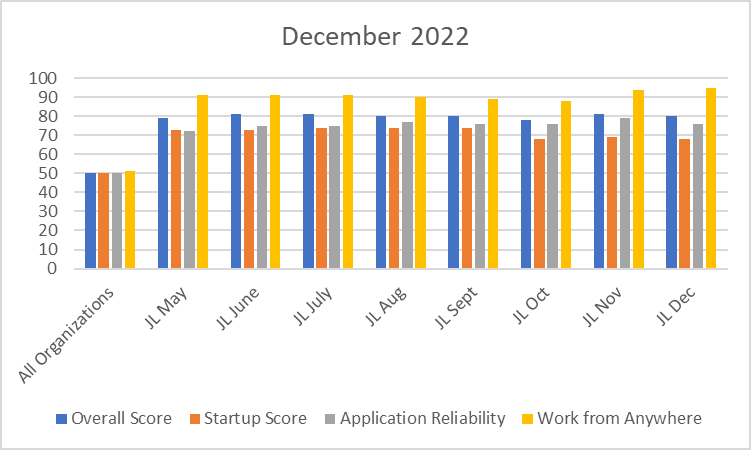 December 2022
100
90
80
70
60
50
40
30
20
10
0
All Organizations
JL May
JL June
JL July
JL Aug
JL Sept
JL Oct
JL Nov
JL Dec
Overall Score
Startup Score
Application Reliability
Work from Anywhere